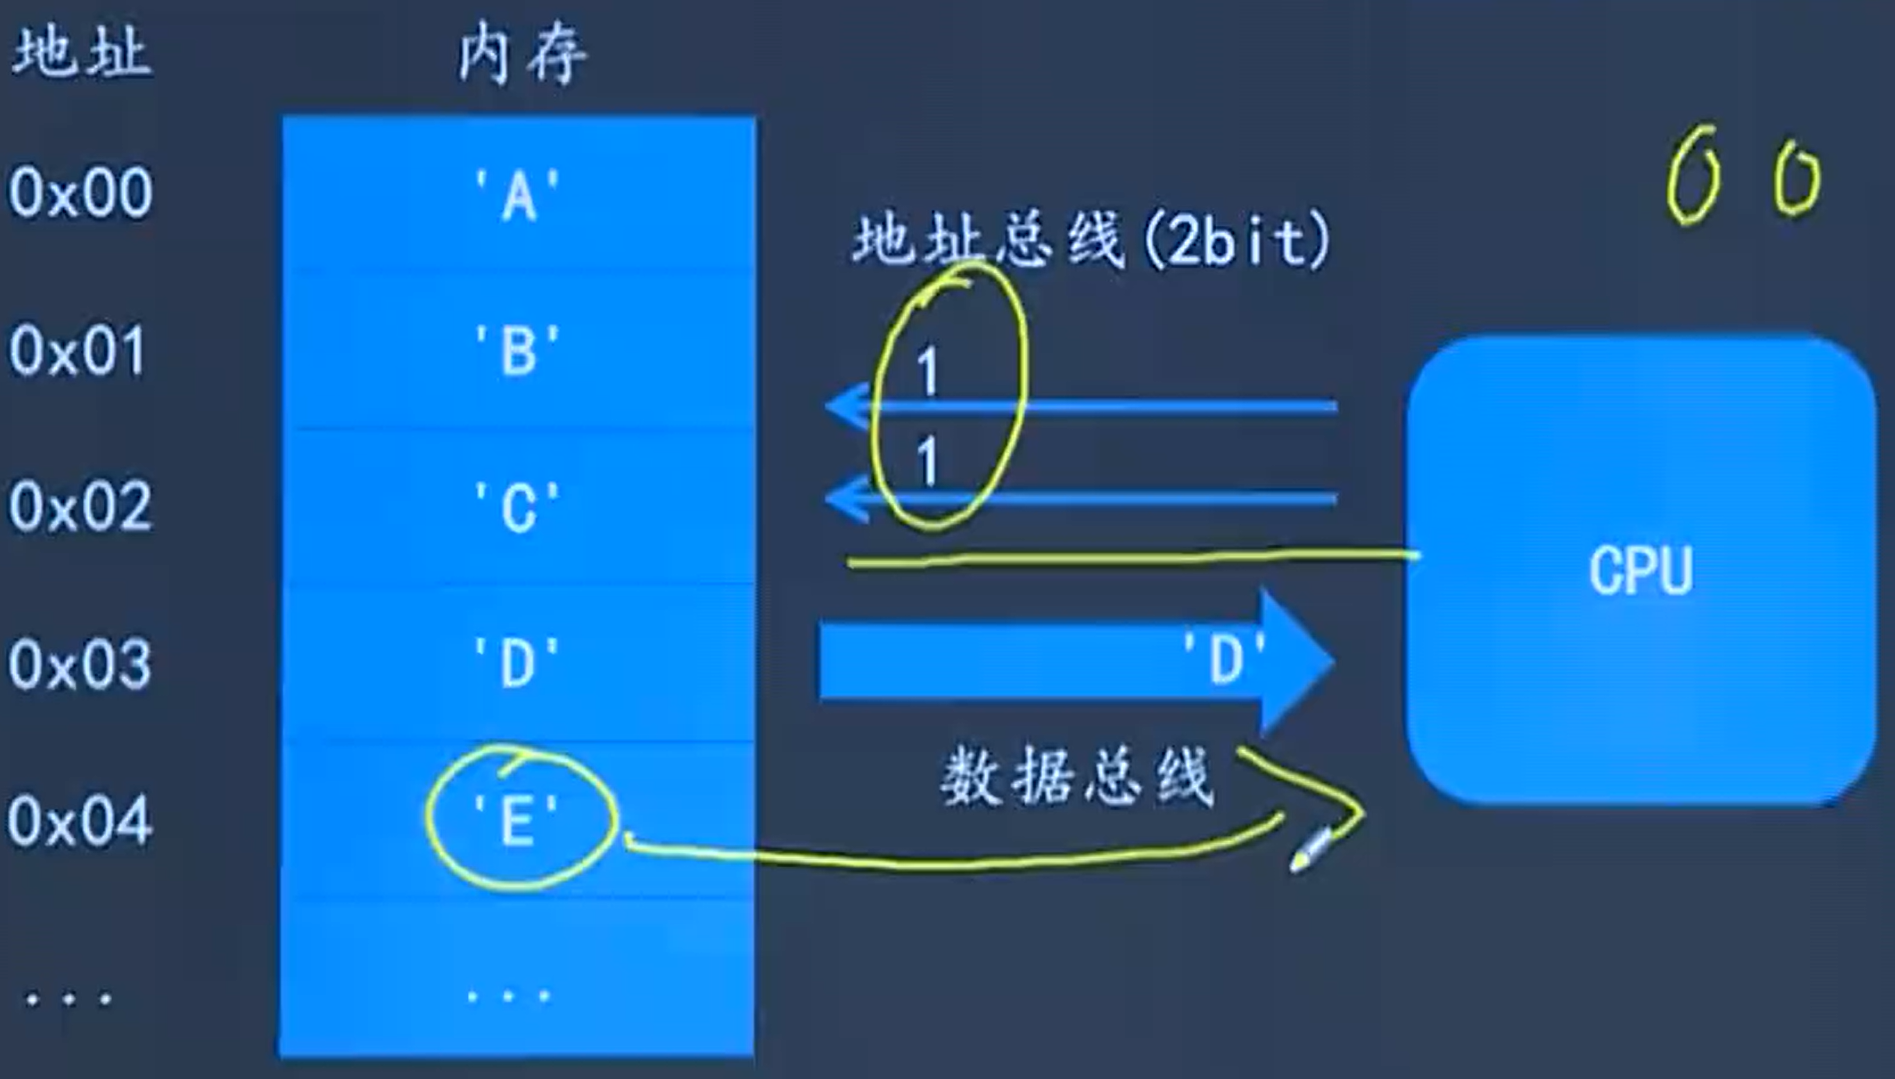 地址
内存
0x00
'A'
0 0
地址总线(2bit)
0x01
'B'
1
1
0x02
'C'
CPU
0x03
'D'
'D'
数据总线
0x04
'E'
...
...